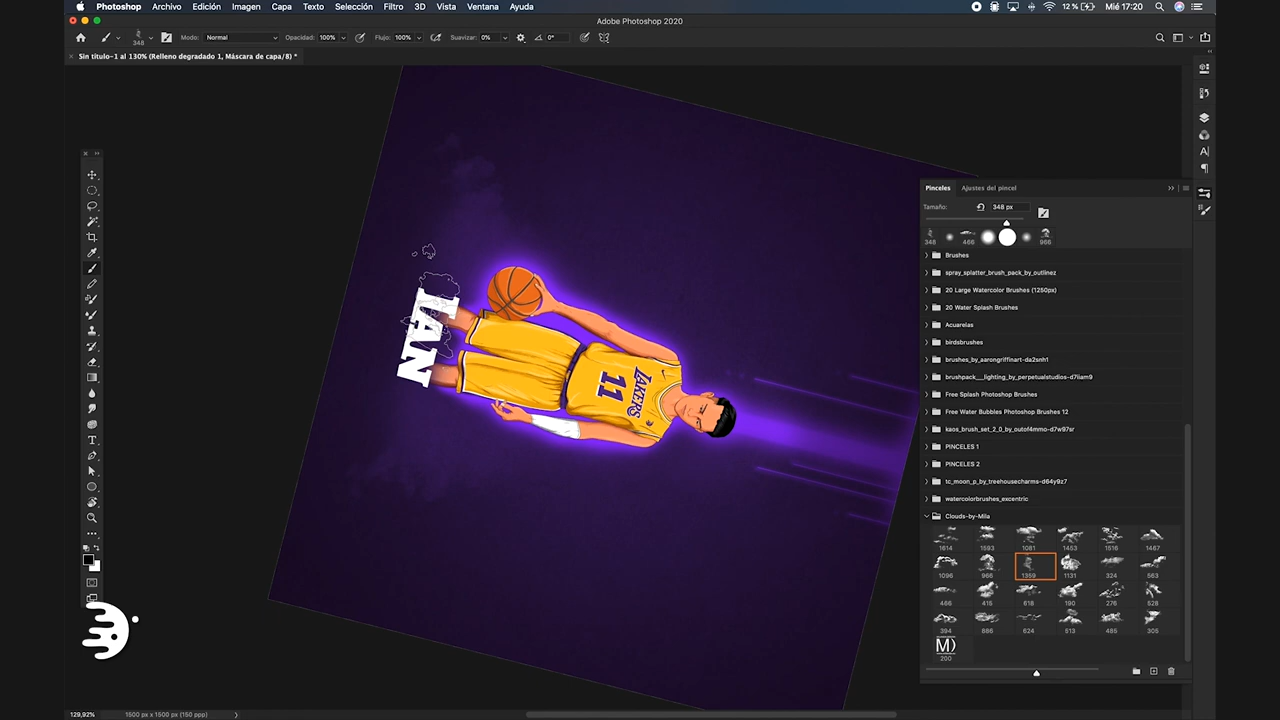 Photoshop Archivo Edición Imagen Capa Texto Selección Filtro 3D Vista Ventana Ayuda 12 % Mié 17:20
Adobe Photoshop 2020
348 Modo: Normal Opacidad: 100% Flujo: 100% Suavizar: 0% 0°
Sin título-1 al 130% (Relleno degradado 1, Máscara de capa/8) *
Pinceles Ajustes del pincel
Tamaño: 348 px
348 466 966
Brushes
spray_splatter_brush_pack_by_outlinez
20 Large Watercolor Brushes (1250px)
20 Water Splash Brushes
Acuarelas
birdsbrushes
brushes_by_aarongriffinart-da2snh1
brushpack__lighting_by_perpetualstudios-d7iiam9
Free Splash Photoshop Brushes
Free Water Bubbles Photoshop Brushes 12
kaos_brush_set_2_0_by_outof4mmo-d7w97sr
PINCELES 1
PINCELES 2
tc_moon_p_by_treehousecharms-d64y9z7
watercolorbrushes_excentric
Clouds-by-Mila
1614 1593 1081 1453 1516 1487
1096 966 1359 1131 324 563
486 415 618 190 276 528
394 886 624 513 485 305
M)
200
IAN
LAKERS
11
129,92% 1500 px x 1500 px (150 ppp)